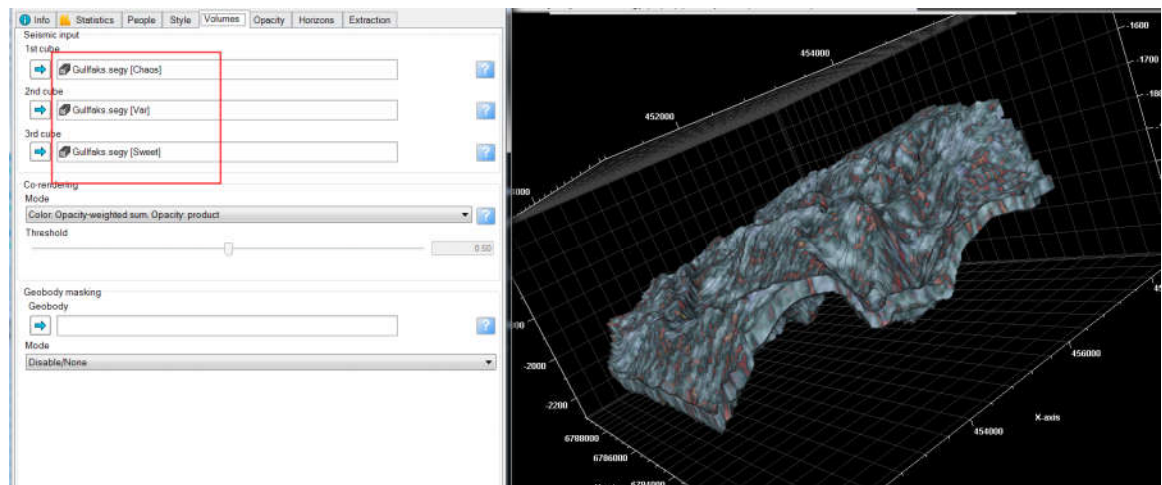 Info Statistics People Style Volumes Opacity Horizons Extraction
Seismic input
1st cube
Gullfaks.segy [Chaos]
2nd cube
Gullfaks.segy [Var]
3rd cube
Gullfaks.segy [Sweet]
Co-rendering
Mode
Color: Opacity-weighted sum. Opacity: product
Threshold
0.50
Geobody masking
Geobody
Mode
Disable/None
-1600
-1700
454000
452000
456000
X-axis
454000
-2000
-2200
6788000
6786000